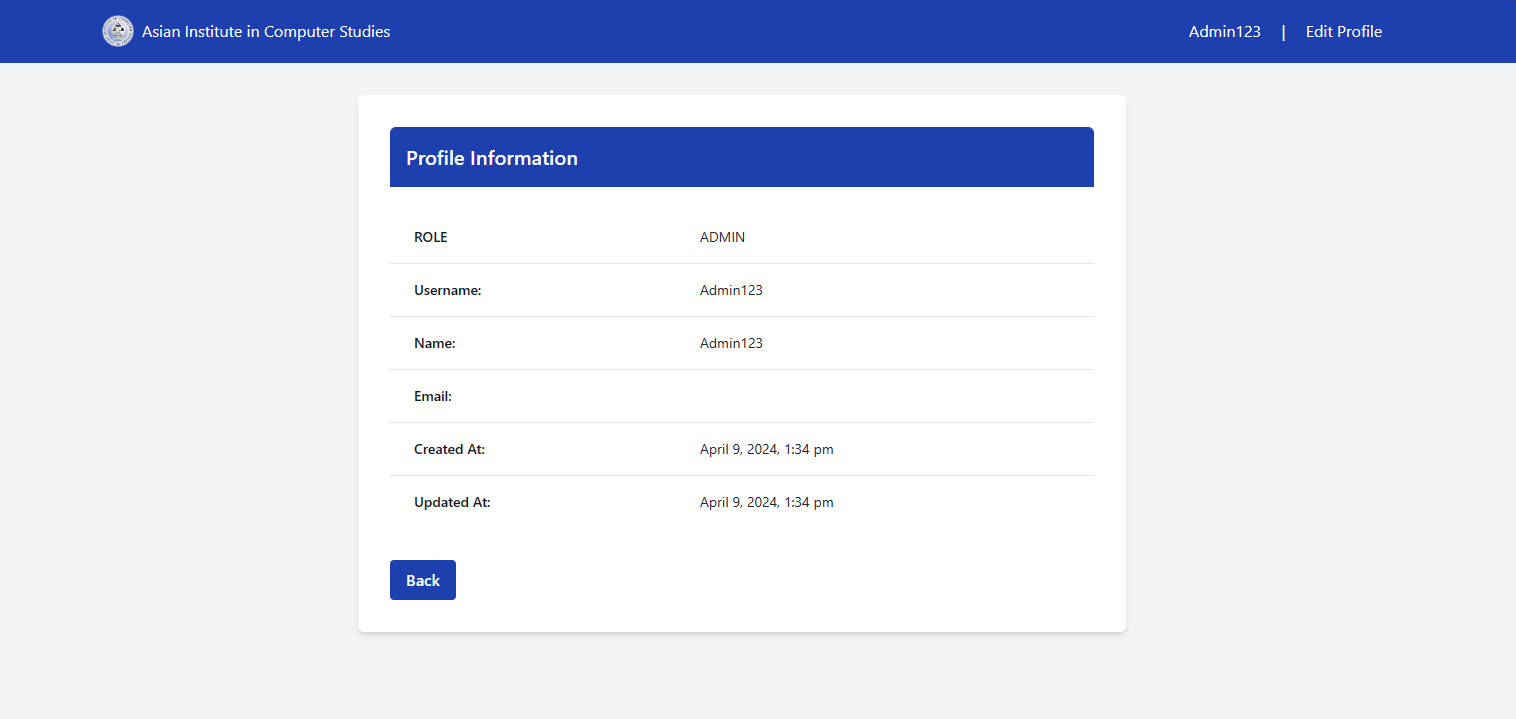 Asian Institute in Computer Studies
Admin123 | Edit Profile
Profile Information
ROLE ADMIN
Username: Admin123
Name: Admin123
Email:
Created At: April 9, 2024, 1:34 pm
Updated At: April 9, 2024, 1:34 pm
Back